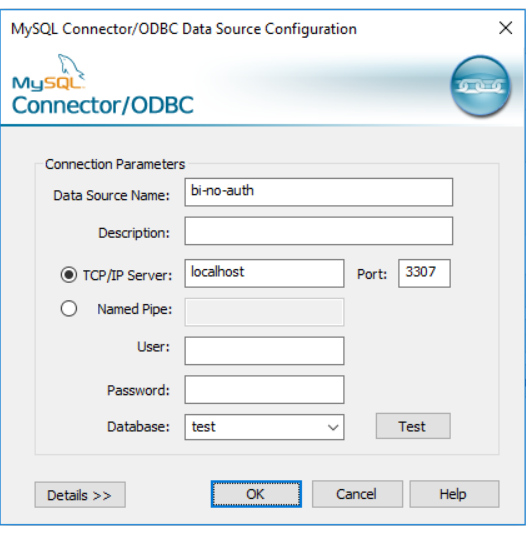 MySQL Connector/ODBC Data Source Configuration
MySQL
Connector/ODBC
Connection Parameters
Data Source Name: bi-no-auth
Description:
TCP/IP Server: localhost Port: 3307
Named Pipe:
User:
Password:
Database: test Test
Details >> OK Cancel Help